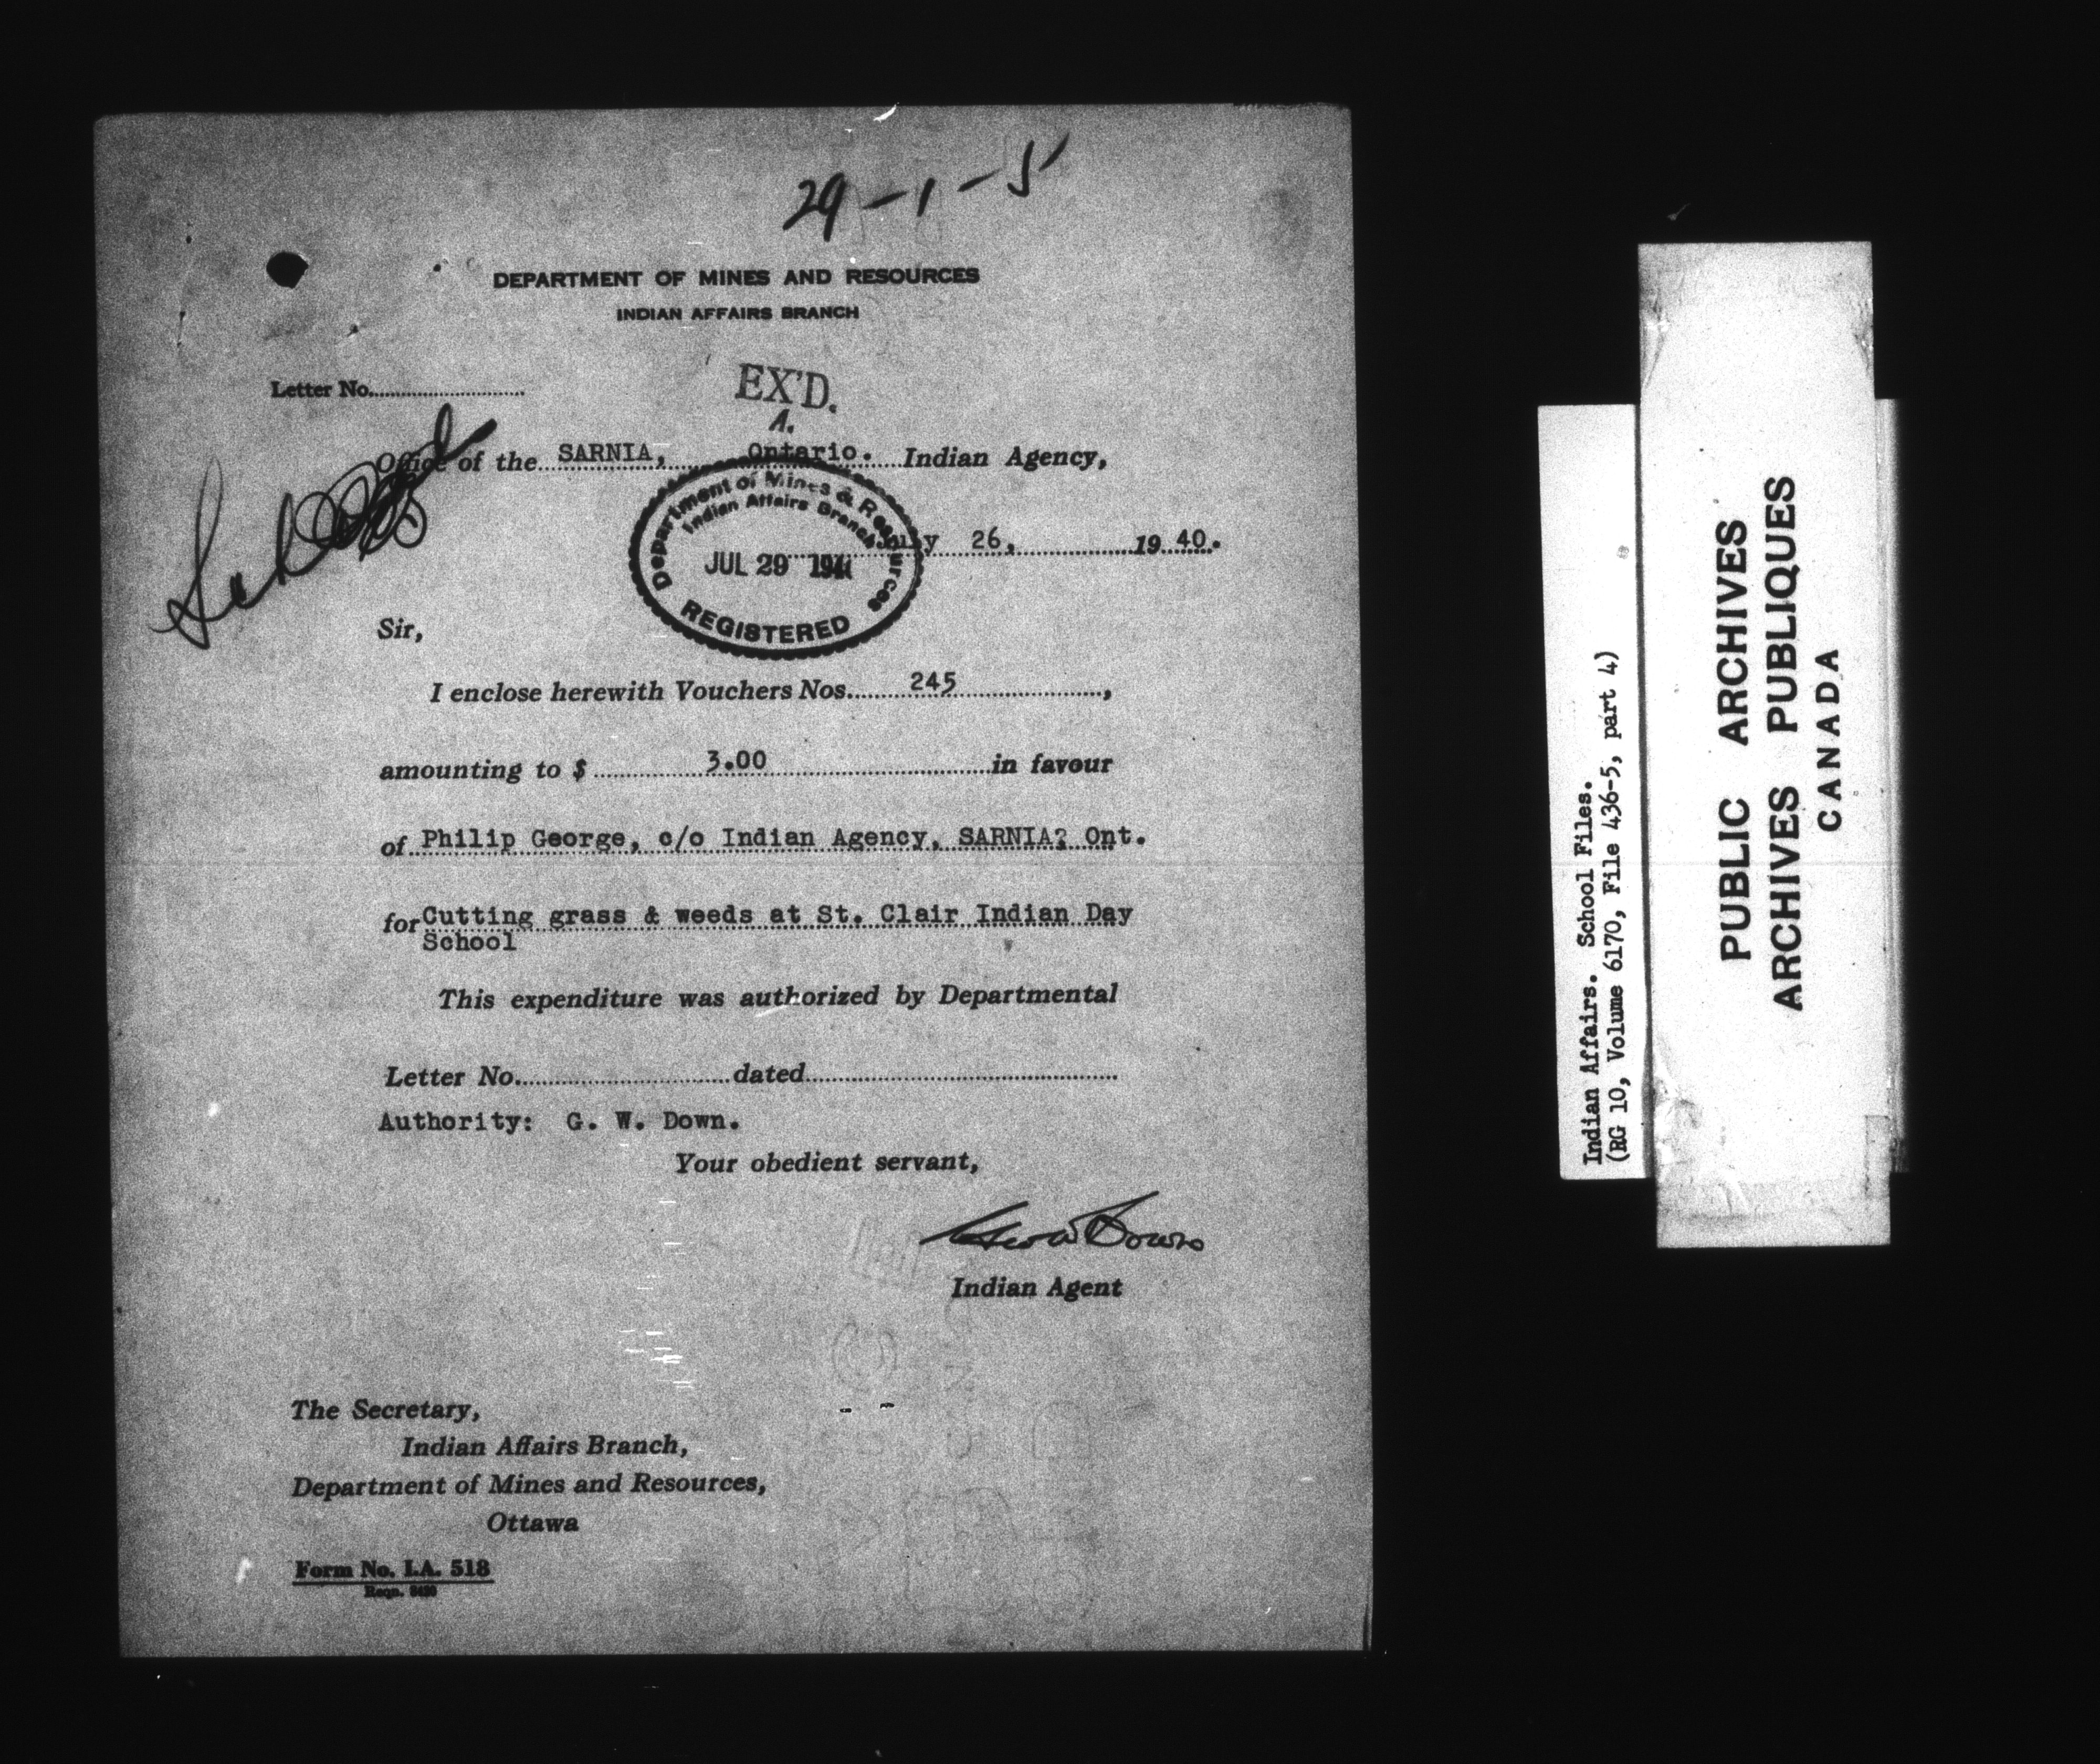 29-1-5
DEPARTMENT OF MINES AND RESOURCES
INDIAN AFFAIRS BRANCH
Letter No.
EX'D.
A.
Office of the SARNIA, Ontario. Indian Agency,
Department of Mines & Resources
Indian Affairs Branch
JUL 29
REGISTERED
July 26, 1940.
Sir,
I enclose herewith Vouchers Nos. 245,
amounting to $ 3.00 in favour
of Philip George, c/o Indian Agency, SARNIA? Ont.
for Cutting grass & weeds at St. Clair Indian Day
School
This expenditure was authorized by Departmental
Letter No. dated
Authority: G. W. Down.
Your obedient servant,
Geo W Down
Indian Agent
The Secretary,
Indian Affairs Branch,
Department of Mines and Resources,
Ottawa
Form No. I.A. 518
Indian Affairs. School Files.
(RG 10, Volume 6170, File 436-5, part 4)
PUBLIC ARCHIVES
ARCHIVES PUBLIQUES
CANADA